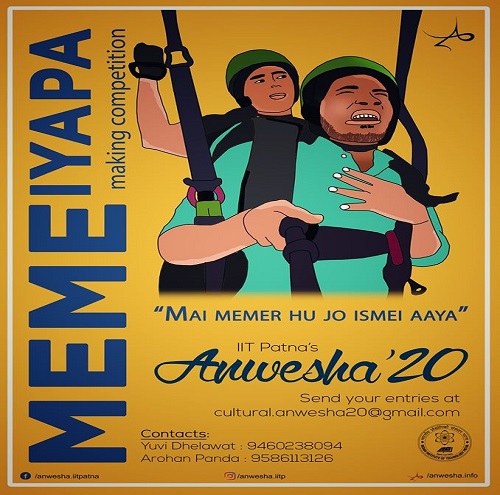 MEMEIYAPA
making competition
“MAI MEMER HU JO ISMEI AAYA”
IIT Patna’s
Anwesha’20
Send your entries at
cultural.anwesha20@gmail.com
Contacts:
Yuvi Dhelawat : 9460238094
Arohan Panda : 9586113126
/anwesha.iitpatna
/anwesha.iitp
/anwesha.info